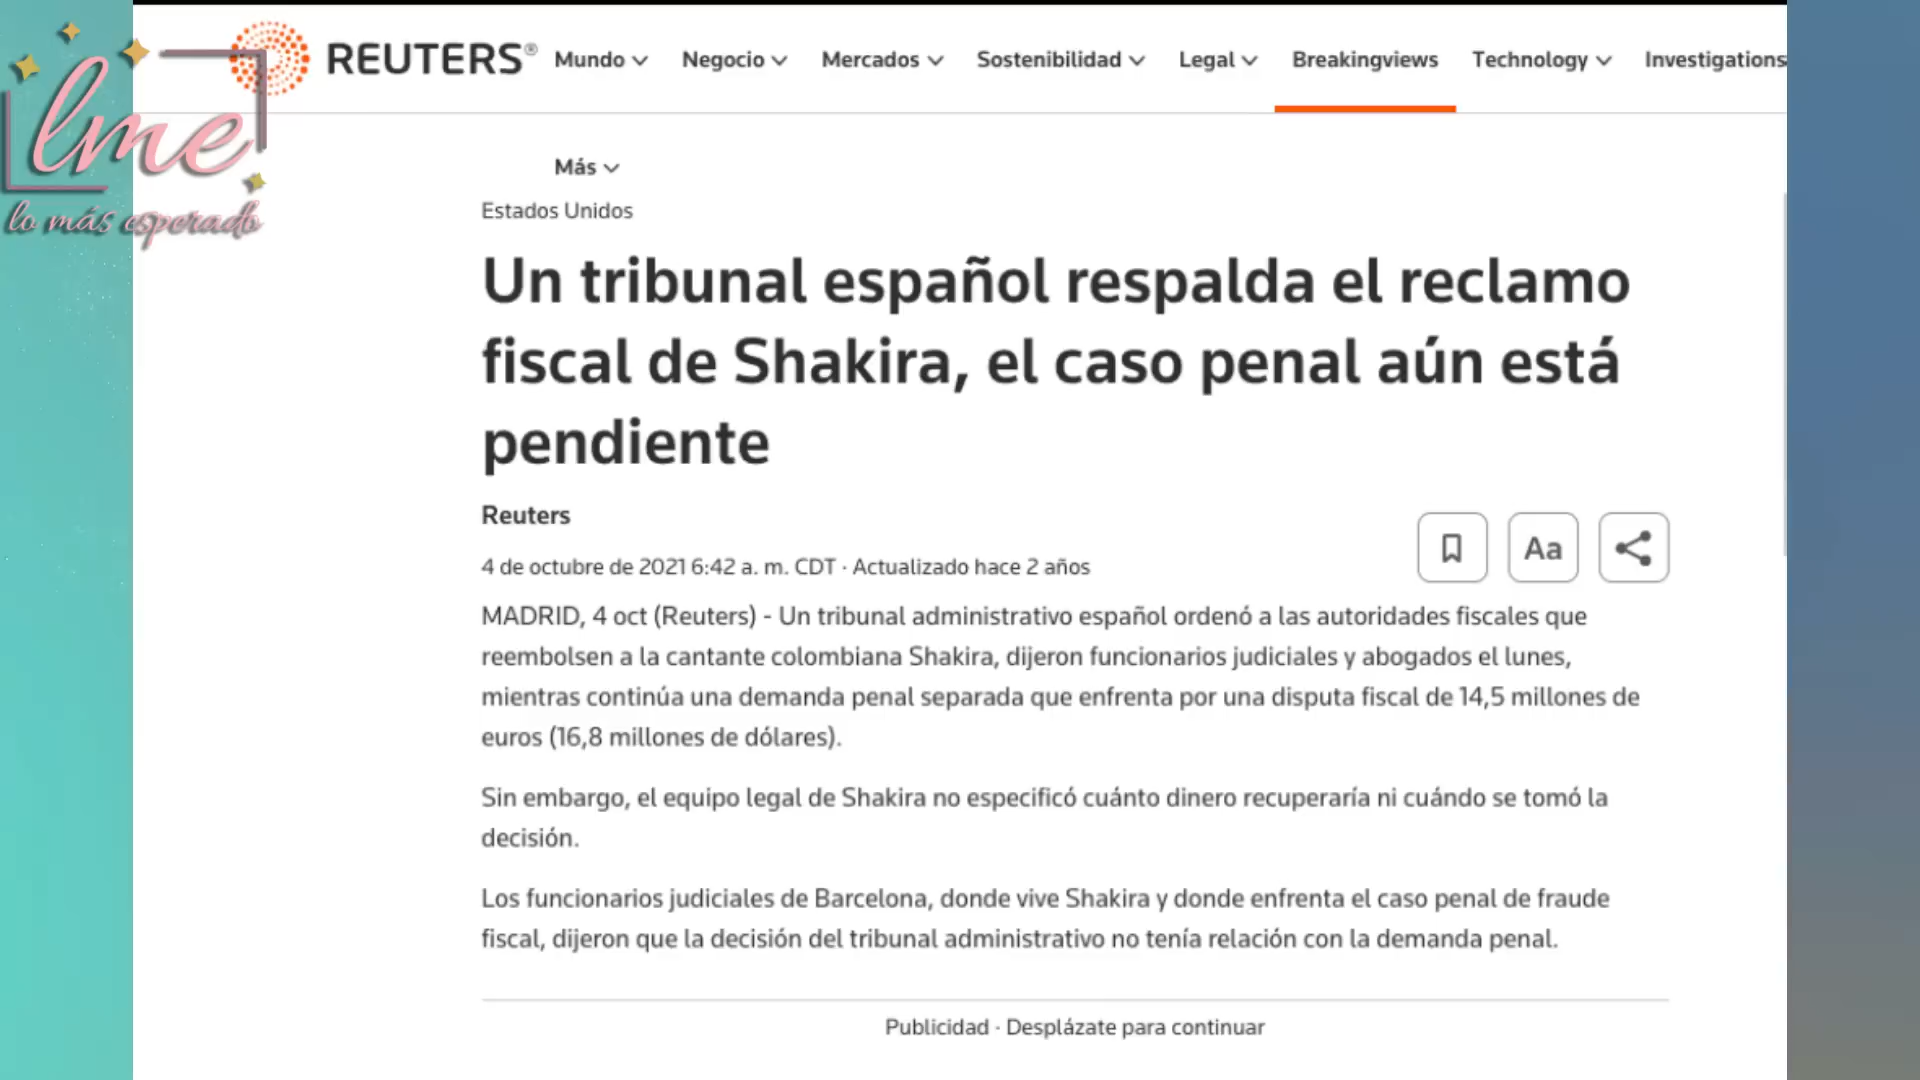 lme
lo más esperado
REUTERS®
Mundo Negocio Mercados Sostenibilidad Legal Breakingviews Technology Investigations
Más
Estados Unidos
Un tribunal español respalda el reclamo
fiscal de Shakira, el caso penal aún está
pendiente
Reuters
Aa
4 de octubre de 2021 6:42 a. m. CDT · Actualizado hace 2 años
MADRID, 4 oct (Reuters) - Un tribunal administrativo español ordenó a las autoridades fiscales que
reembolsen a la cantante colombiana Shakira, dijeron funcionarios judiciales y abogados el lunes,
mientras continúa una demanda penal separada que enfrenta por una disputa fiscal de 14,5 millones de
euros (16,8 millones de dólares).
Sin embargo, el equipo legal de Shakira no especificó cuánto dinero recuperaría ni cuándo se tomó la
decisión.
Los funcionarios judiciales de Barcelona, donde vive Shakira y donde enfrenta el caso penal de fraude
fiscal, dijeron que la decisión del tribunal administrativo no tenía relación con la demanda penal.
Publicidad · Desplázate para continuar